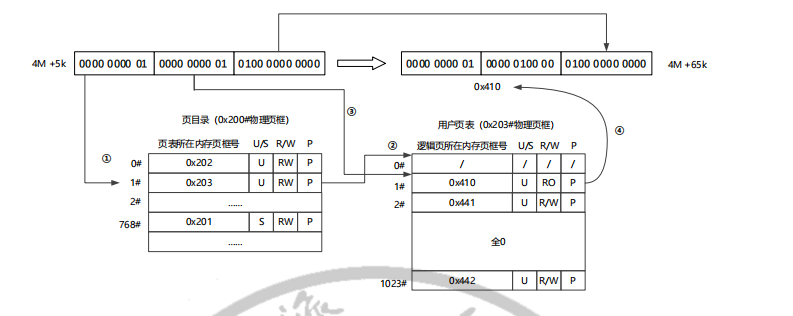 4M +5k
0000 0000 01
0000 0000 01
0100 0000 0000
0000 0000 01
0000 0100 00
0100 0000 0000
4M +65k
0x410
③
④
页目录（0x200#物理页框）
用户页表（0x203#物理页框）
①
页表所在内存页框号 U/S R/W P
0# 0x202 U RW P
1# 0x203 U RW P
2# ......
768# 0x201 S RW P
......
②
逻辑页所在内存页框号 U/S R/W P
0# / / / /
1# 0x410 U RO P
2# 0x441 U R/W P
全0
1023# 0x442 U R/W P